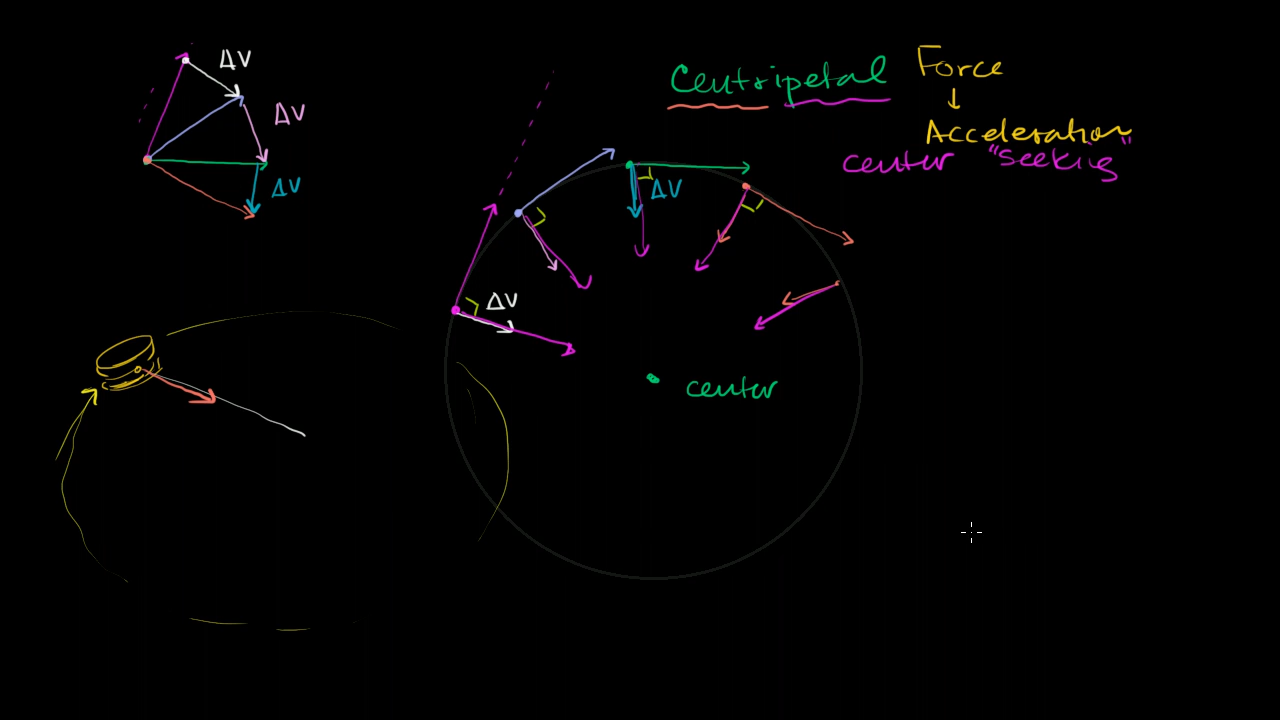 ΔV
ΔV
ΔV
Centripetal Force
↓
Acceleration
center "Seeking"
ΔV
ΔV
center